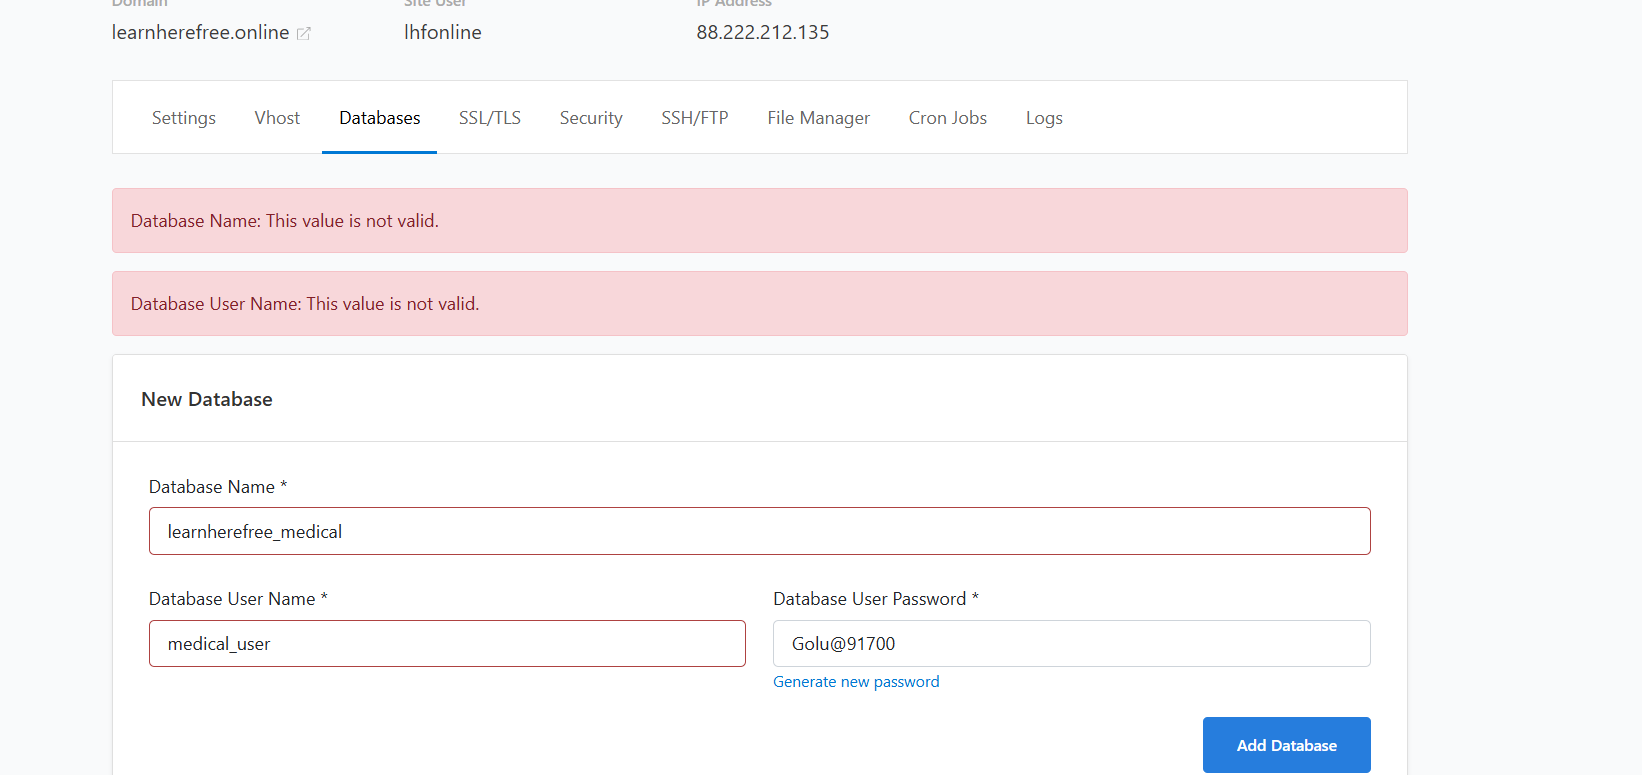 Domain Site User IP Address
learnherefree.online lhfonline 88.222.212.135
Settings Vhost Databases SSL/TLS Security SSH/FTP File Manager Cron Jobs Logs
Database Name: This value is not valid.
Database User Name: This value is not valid.
New Database
Database Name *
learnherefree_medical
Database User Name * Database User Password *
medical_user Golu@91700
Generate new password
Add Database